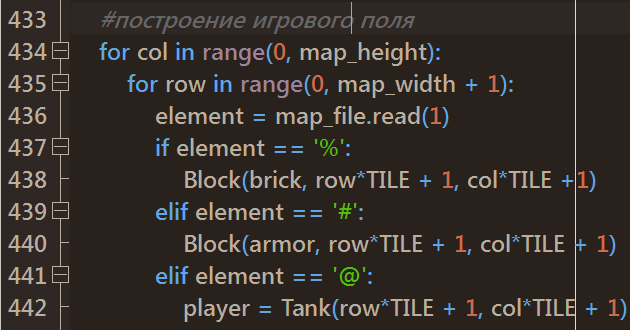 433 #построение игрового поля
434 for col in range(0, map_height):
435 for row in range(0, map_width + 1):
436 element = map_file.read(1)
437 if element == '%':
438 Block(brick, row*TILE + 1, col*TILE +1)
439 elif element == '#':
440 Block(armor, row*TILE + 1, col*TILE + 1)
441 elif element == '@':
442 player = Tank(row*TILE + 1, col*TILE + 1)